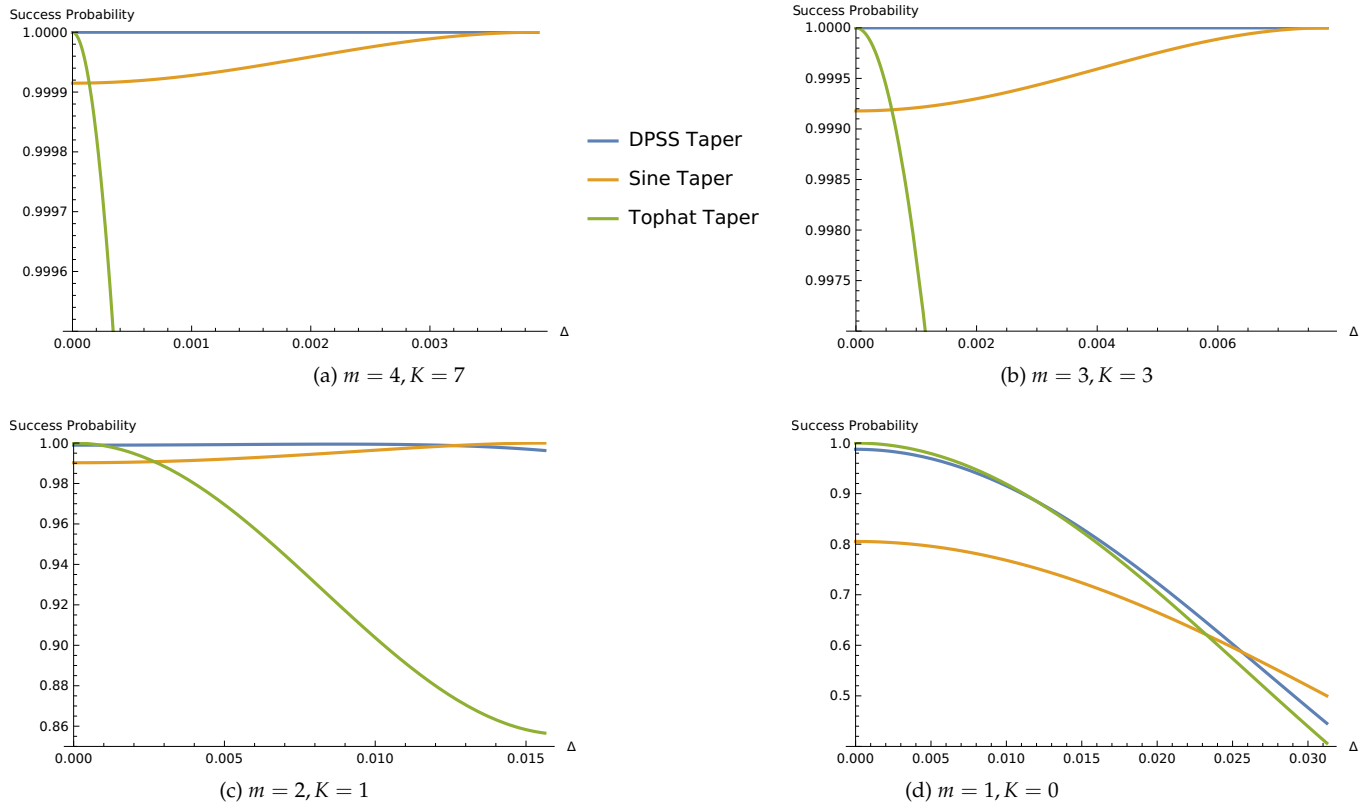 Success Probability
1.0000
0.9999
0.9998
0.9997
0.9996
0.000 0.001 0.002 0.003 Δ
(a) m = 4, K = 7
DPSS Taper
Sine Taper
Tophat Taper
Success Probability
1.0000
0.9995
0.9990
0.9985
0.9980
0.9975
0.000 0.002 0.004 0.006 Δ
(b) m = 3, K = 3
Success Probability
1.00
0.98
0.96
0.94
0.92
0.90
0.88
0.86
0.000 0.005 0.010 0.015 Δ
(c) m = 2, K = 1
Success Probability
1.0
0.9
0.8
0.7
0.6
0.5
0.000 0.005 0.010 0.015 0.020 0.025 0.030 Δ
(d) m = 1, K = 0